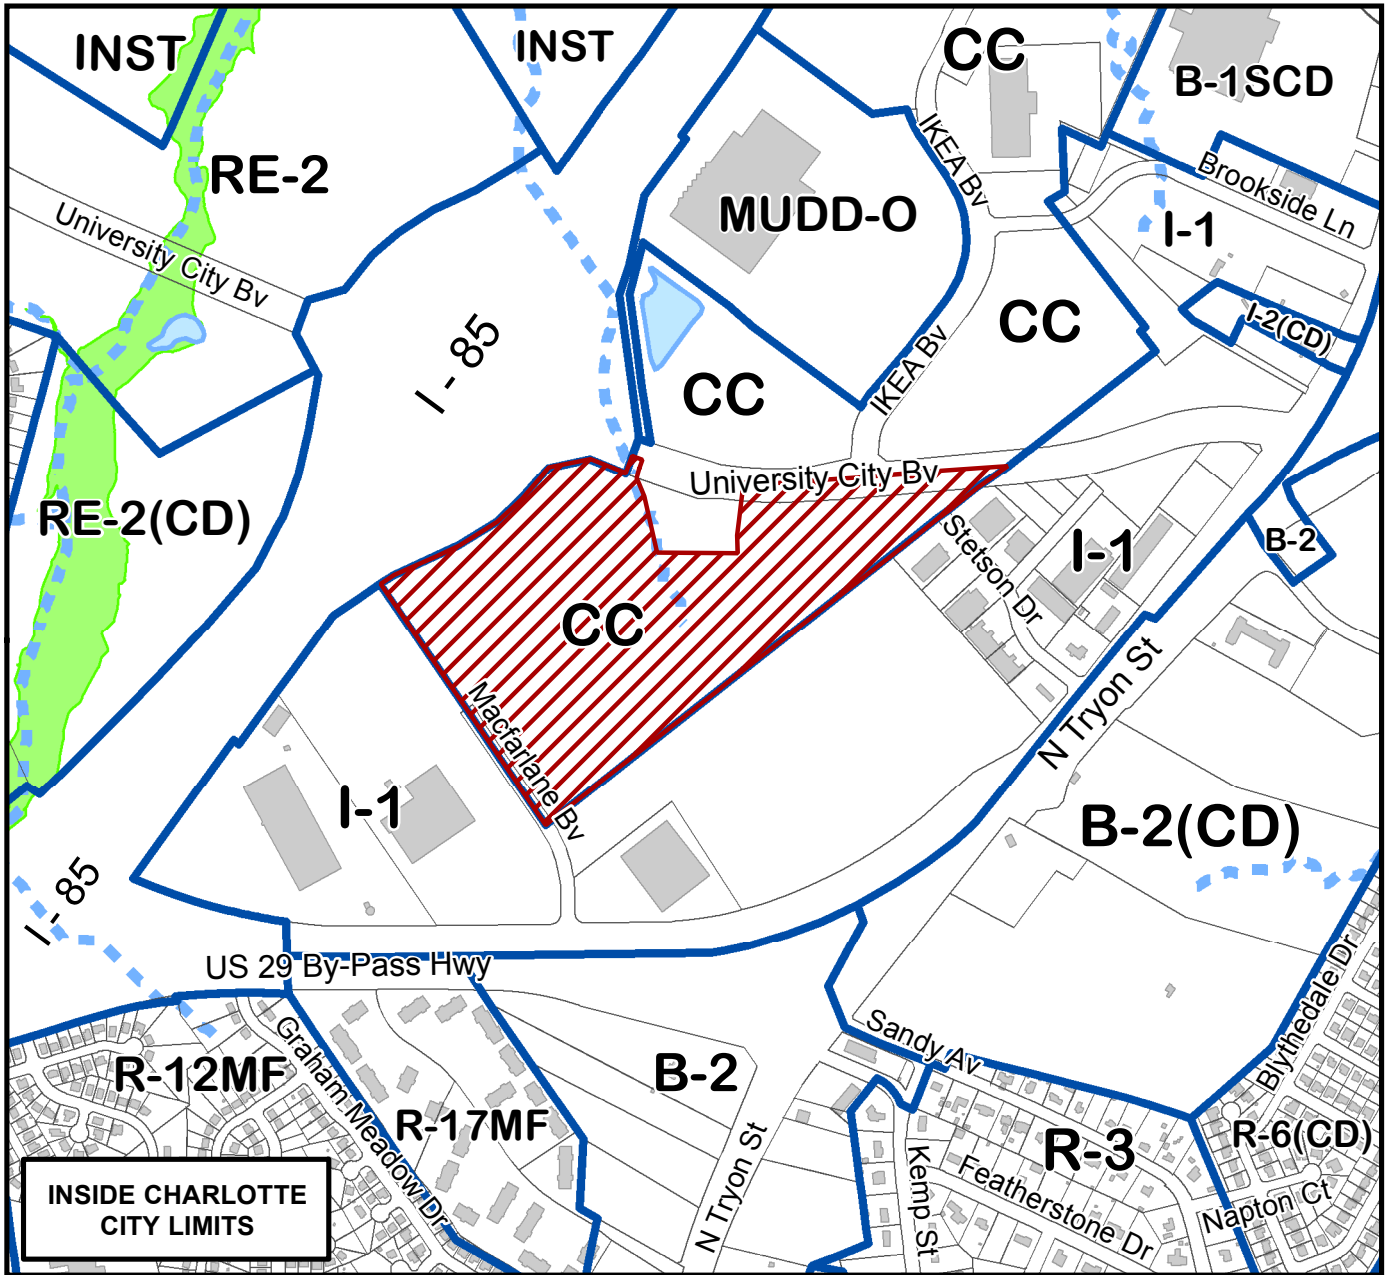 INST
INST
CC
B-1SCD
RE-2
IKEA Bv
Brookside Ln
MUDD-O
I-1
University City Bv
I-2(CD)
CC
I - 85
IKEA Bv
CC
University City Bv
RE-2(CD)
Stetson Dr
I-1
B-2
CC
N Tryon St
Macfarlane Bv
I-1
B-2(CD)
I - 85
US 29 By-Pass Hwy
Blythedale Dr
Sandy Av
Graham Meadow Dr
R-12MF
B-2
R-17MF
R-3
R-6(CD)
N Tryon St
Kemp St
Featherstone Dr
Napton Ct
INSIDE CHARLOTTE
CITY LIMITS